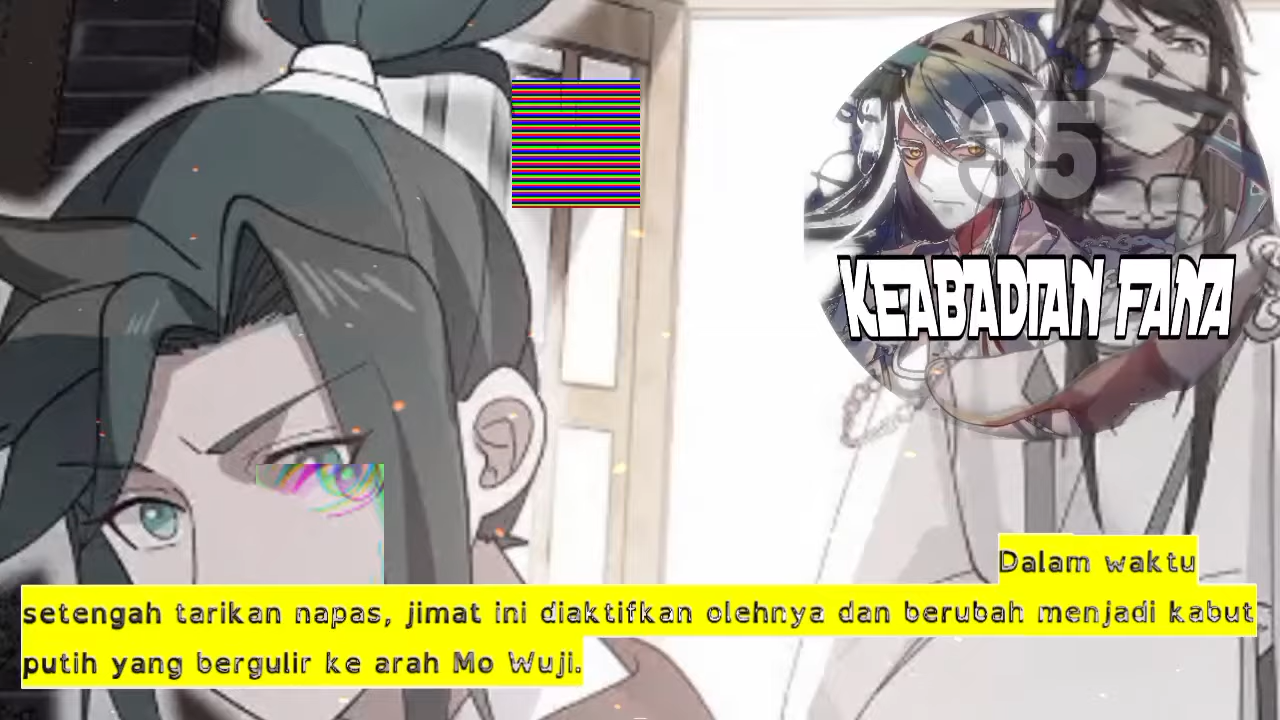 35
KEABADIAN FANA
Dalam waktu
setengah tarikan napas, jimat ini diaktifkan olehnya dan berubah menjadi kabut
putih yang bergulir ke arah Mo Wuji.